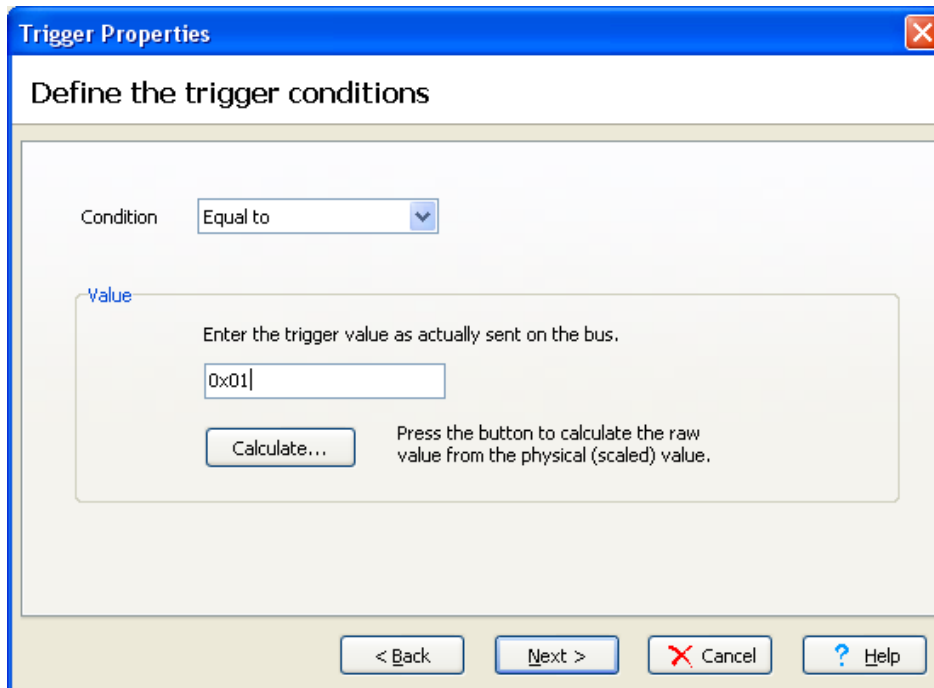 Trigger Properties
Define the trigger conditions
Condition Equal to
Value
Enter the trigger value as actually sent on the bus.
0x01
Calculate... Press the button to calculate the raw
value from the physical (scaled) value.
< Back Next > Cancel ? Help